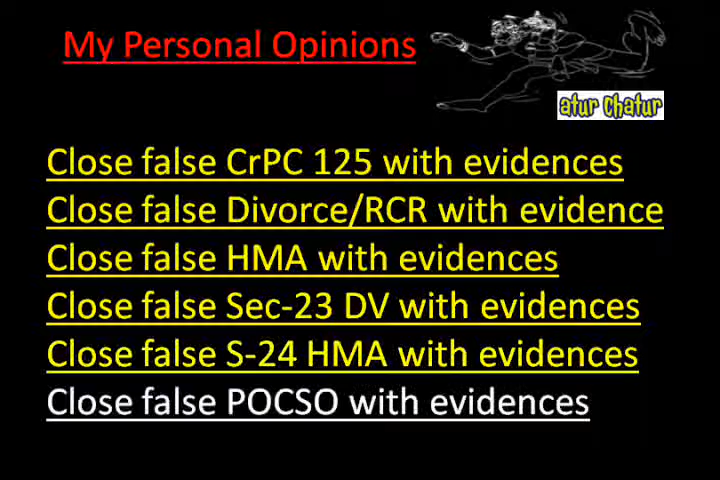 My Personal Opinions
atur Chatur
Close false CrPC 125 with evidences
Close false Divorce/RCR with evidence
Close false HMA with evidences
Close false Sec-23 DV with evidences
Close false S-24 HMA with evidences
Close false POCSO with evidences